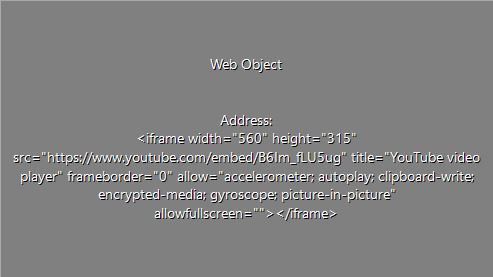 Web Object
Address:
<iframe width="560" height="315"
src="https://www.youtube.com/embed/B6Im_fLU5ug" title="YouTube video
player" frameborder="0" allow="accelerometer; autoplay; clipboard-write;
encrypted-media; gyroscope; picture-in-picture"
allowfullscreen=""></iframe>